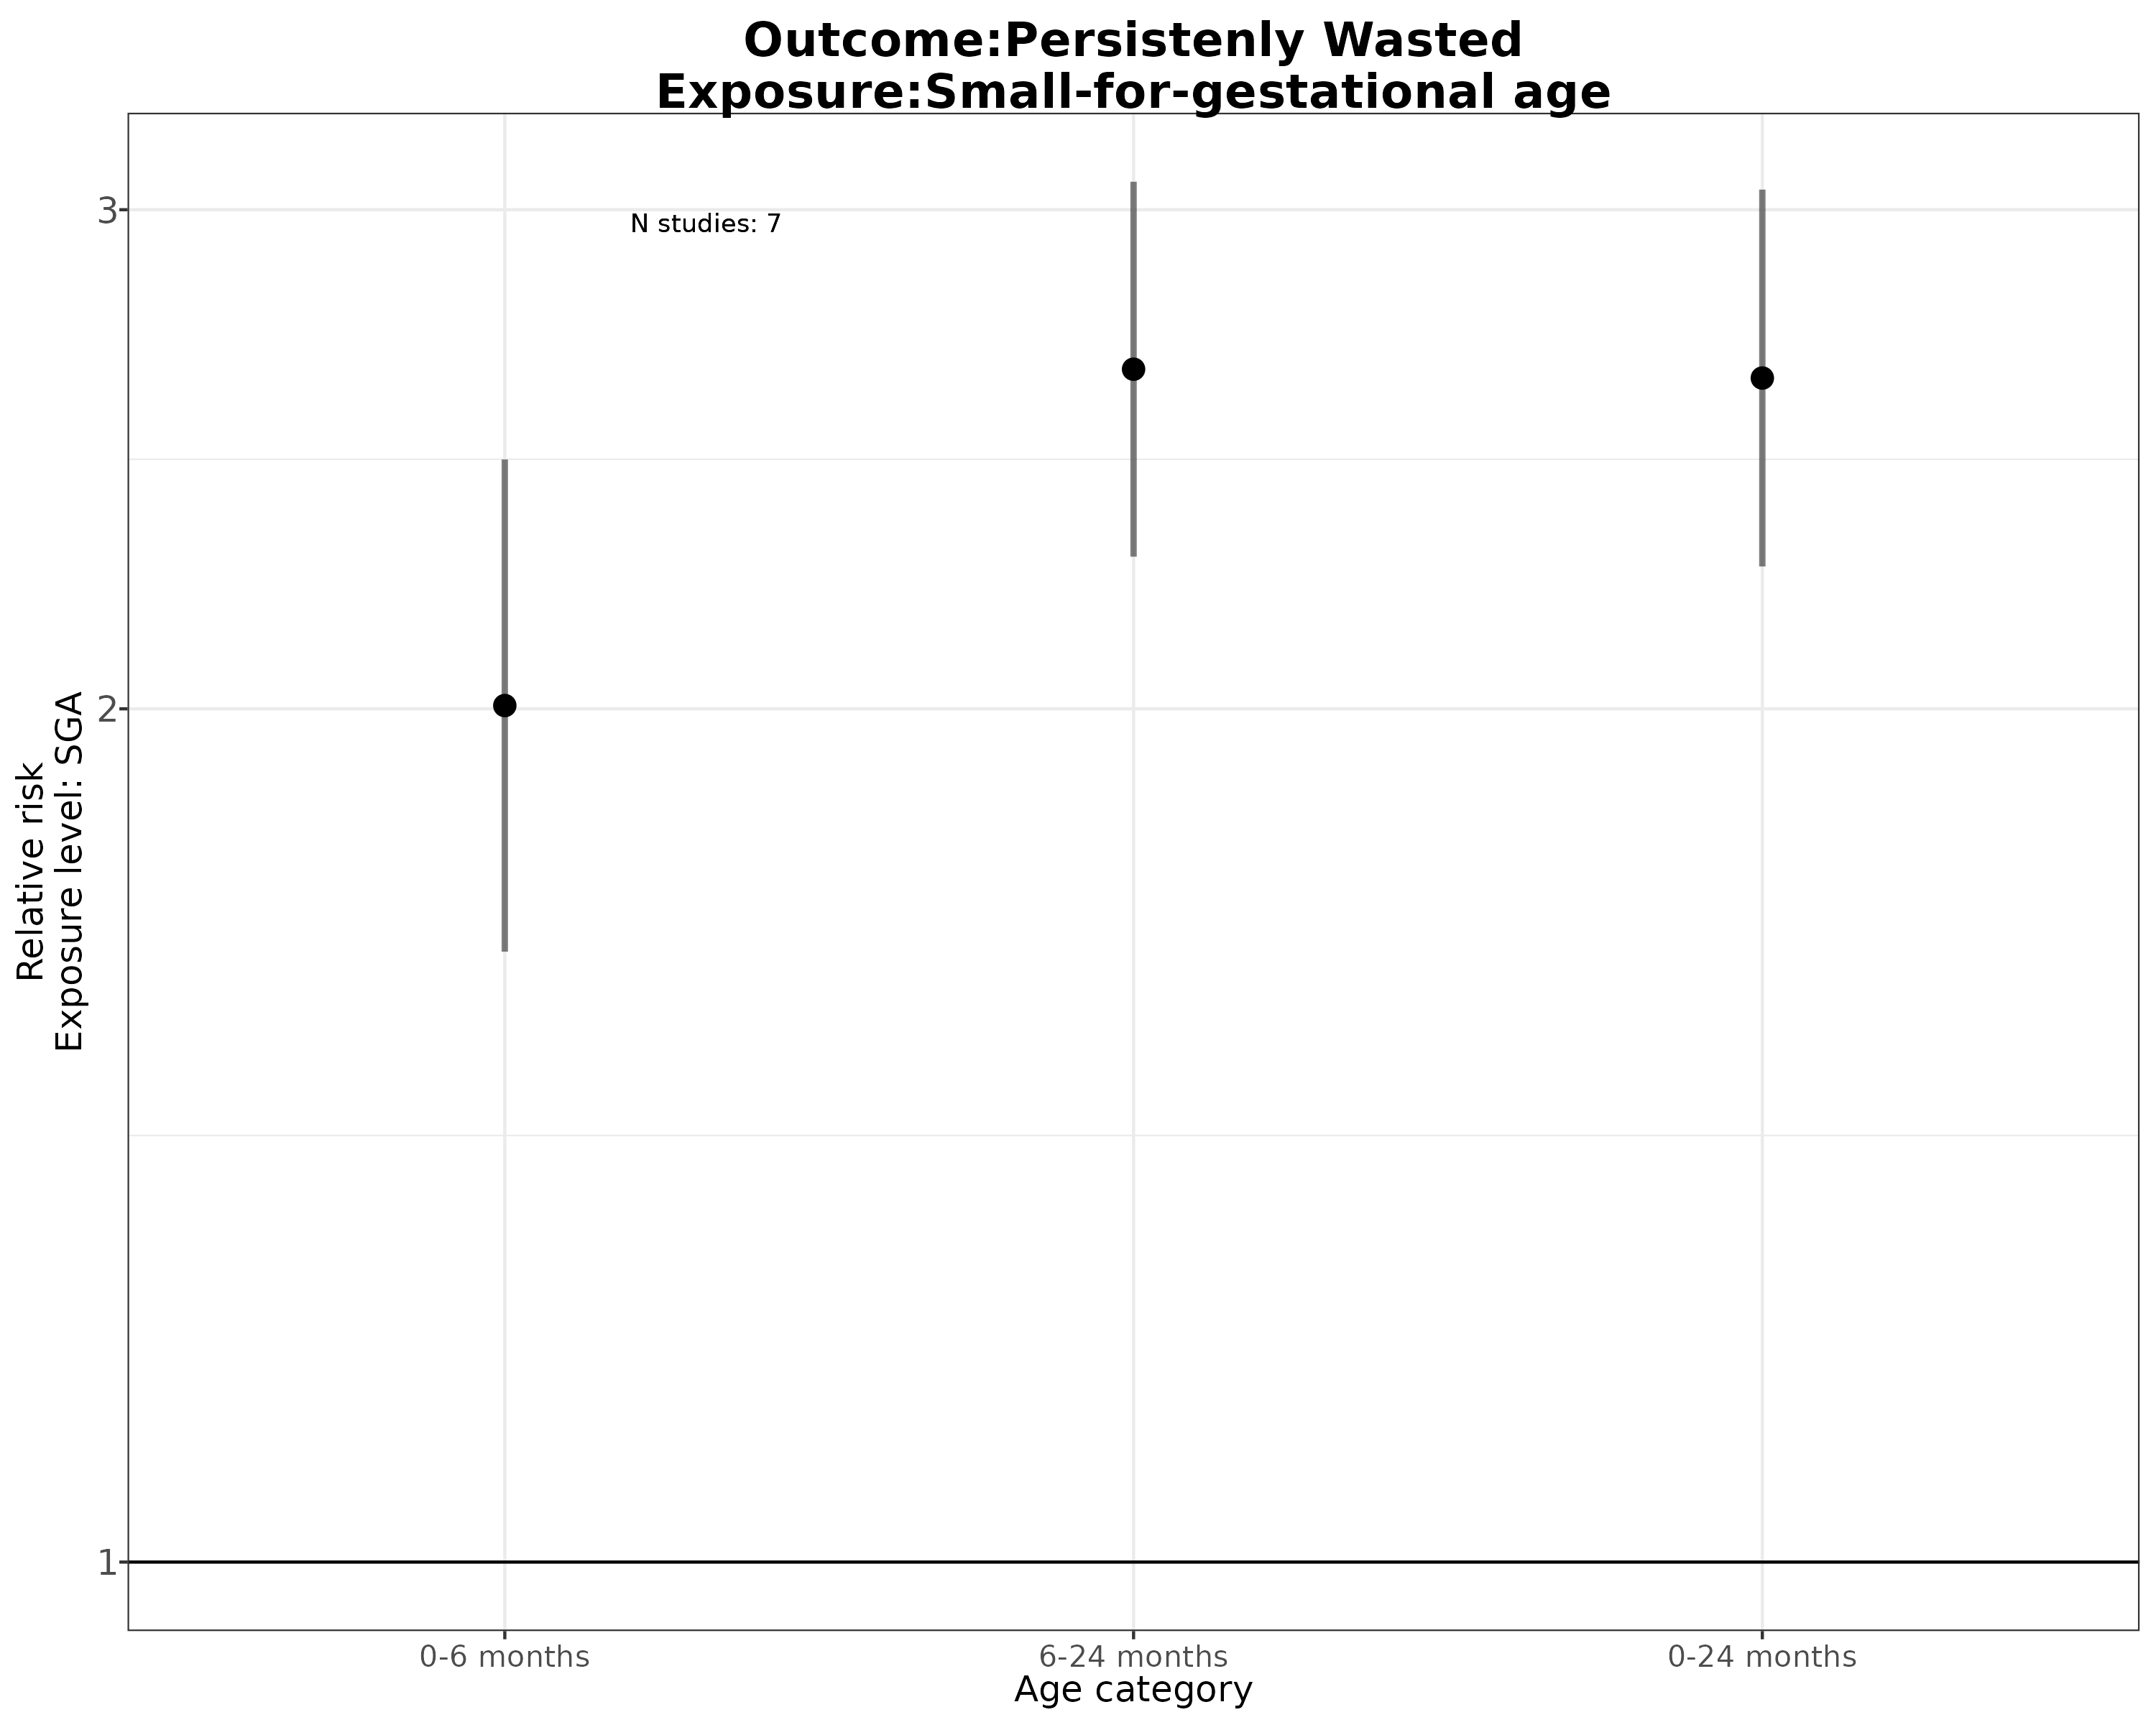 Outcome:Persistenly Wasted
Exposure:Small-for-gestational age
Relative risk
Exposure level: SGA
3
2
1
N studies: 7
0-6 months
6-24 months
0-24 months
Age category